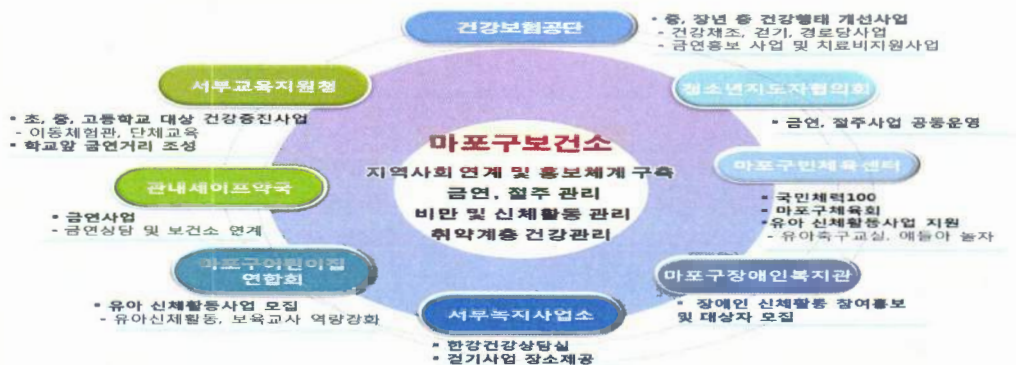 건강보험공단
▪ 중, 장년 층 건강행태 개선사업
- 건강체조, 걷기, 경로당사업
- 금연홍보 사업 및 치료비지원사업
서부교육지원청
▪ 초, 중, 고등학교 대상 건강증진사업
- 이동체험관, 단체교육
▪ 학교앞 금연거리 조성
청소년지도자협의회
▪ 금연, 절주사업 공동운영
마포구보건소
지역사회 연계 및 홍보체계 구축
금연, 절주 관리
비만 및 신체활동 관리
취약계층 건강관리
관내세이프약국
▪ 금연사업
- 금연상담 및 보건소 연계
마포구민체육센터
▪ 국민체력100
▪ 마포구체육회
▪유아 신체활동사업 지원
- 유아축구교실, 얘들아 놀자
마포구어린이집
연합회
▪ 유아 신체활동사업 모집
- 유아신체활동, 보육교사 역량강화
마포구장애인복지관
▪ 장애인 신체활동 참여홍보
및 대상자 모집
서부녹지사업소
▪ 한강건강상담실
▪ 걷기사업 장소제공